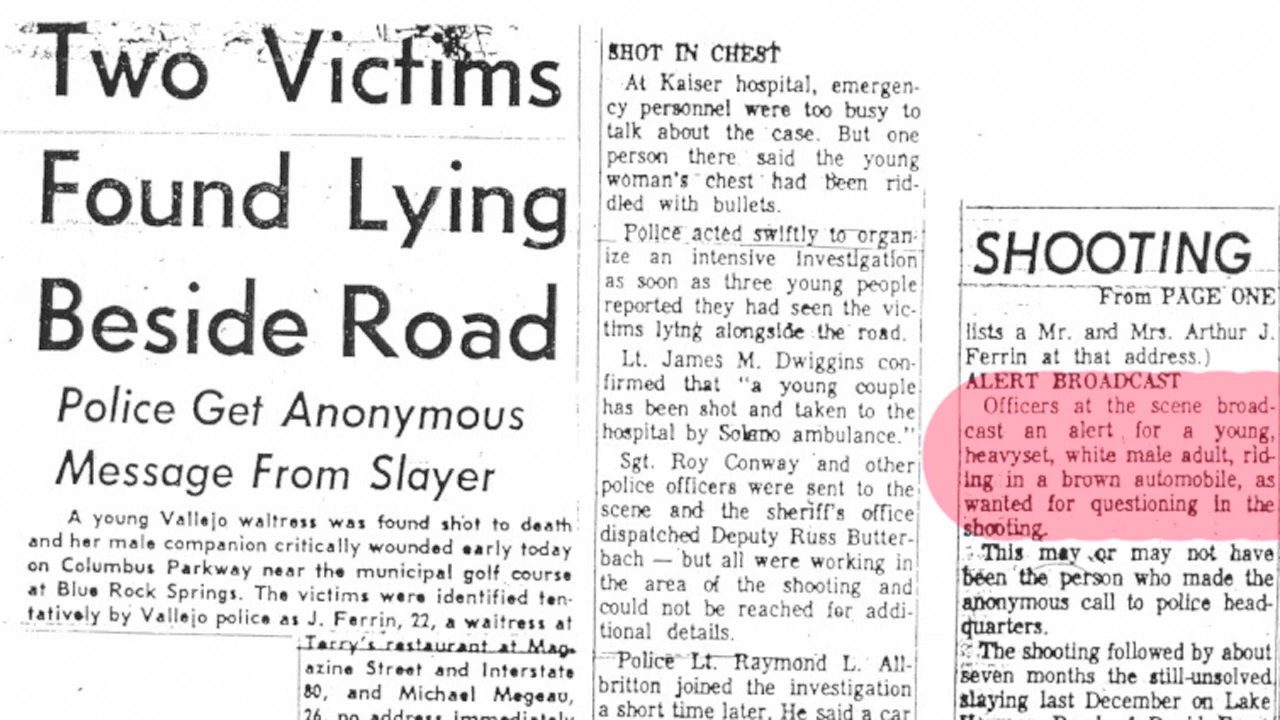 Two Victims
Found Lying
Beside Road
Police Get Anonymous
Message From Slayer
A young Vallejo waitress was found shot to death
and her male companion critically wounded early today
on Columbus Parkway near the municipal golf course
at Blue Rock Springs. The victims were identified ten-
tatively by Vallejo police as J. Ferrin, 22, a waitress at
Terry's restaurant at Mag-
azine Street and Interstate
80, and Michael Megeau,
26, no address immediately
SHOT IN CHEST
At Kaiser hospital, emergen-
cy personnel were too busy to
talk about the case. But one
person there said the young
woman's chest had been rid-
dled with bullets.
Police acted swiftly to organ-
ize an intensive investigation
as soon as three young people
reported they had seen the vic-
tims lying alongside the road.
Lt. James M. Dwiggins con-
firmed that "a young couple
has been shot and taken to the
hospital by Solano ambulance."
Sgt. Roy Conway and other
police officers were sent to the
scene and the sheriff's office
dispatched Deputy Russ Butter-
bach — but all were working in
the area of the shooting and
could not be reached for addi-
tional details.
Police Lt. Raymond L. All-
britton joined the investigation
a short time later. He said a car
SHOOTING
From PAGE ONE
lists a Mr. and Mrs. Arthur J.
Ferrin at that address.)
ALERT BROADCAST
Officers at the scene broad-
cast an alert for a young,
heavyset, white male adult, rid-
ing in a brown automobile, as
wanted for questioning in the
shooting.
This may or may not have
been the person who made the
anonymous call to police head-
quarters.
The shooting followed by about
seven months the still-unsolved
slaying last December on Lake